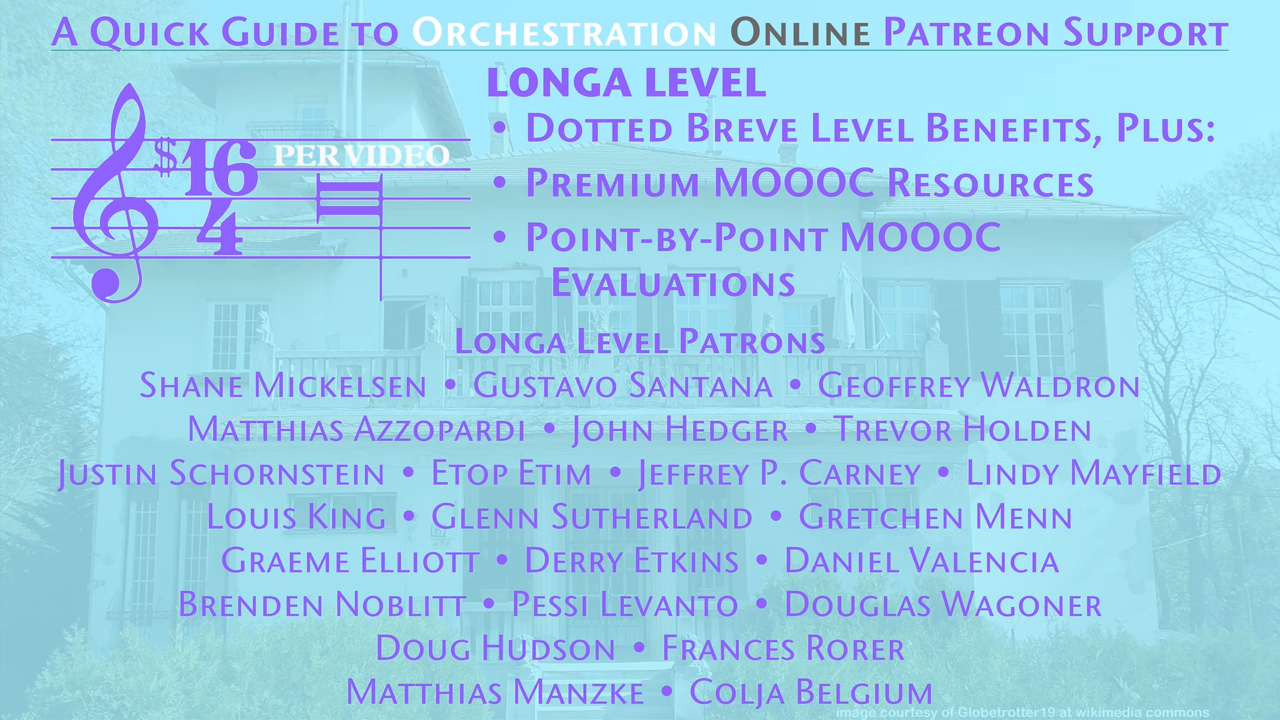 A Quick Guide to Orchestration Online Patreon Support
LONGA LEVEL
$16 PER VIDEO
4
• Dotted Breve Level Benefits, Plus:
• Premium MOOOC Resources
• Point-by-Point MOOOC
Evaluations
Longa Level Patrons
Shane Mickelsen • Gustavo Santana • Geoffrey Waldron
Matthias Azzopardi • John Hedger • Trevor Holden
Justin Schornstein • Etop Etim • Jeffrey P. Carney • Lindy Mayfield
Louis King • Glenn Sutherland • Gretchen Menn
Graeme Elliott • Derry Etkins • Daniel Valencia
Brenden Noblitt • Pessi Levanto • Douglas Wagoner
Doug Hudson • Frances Rorer
Matthias Manzke • Colja Belgium
image courtesy of Globetrotter19 at wikimedia commons